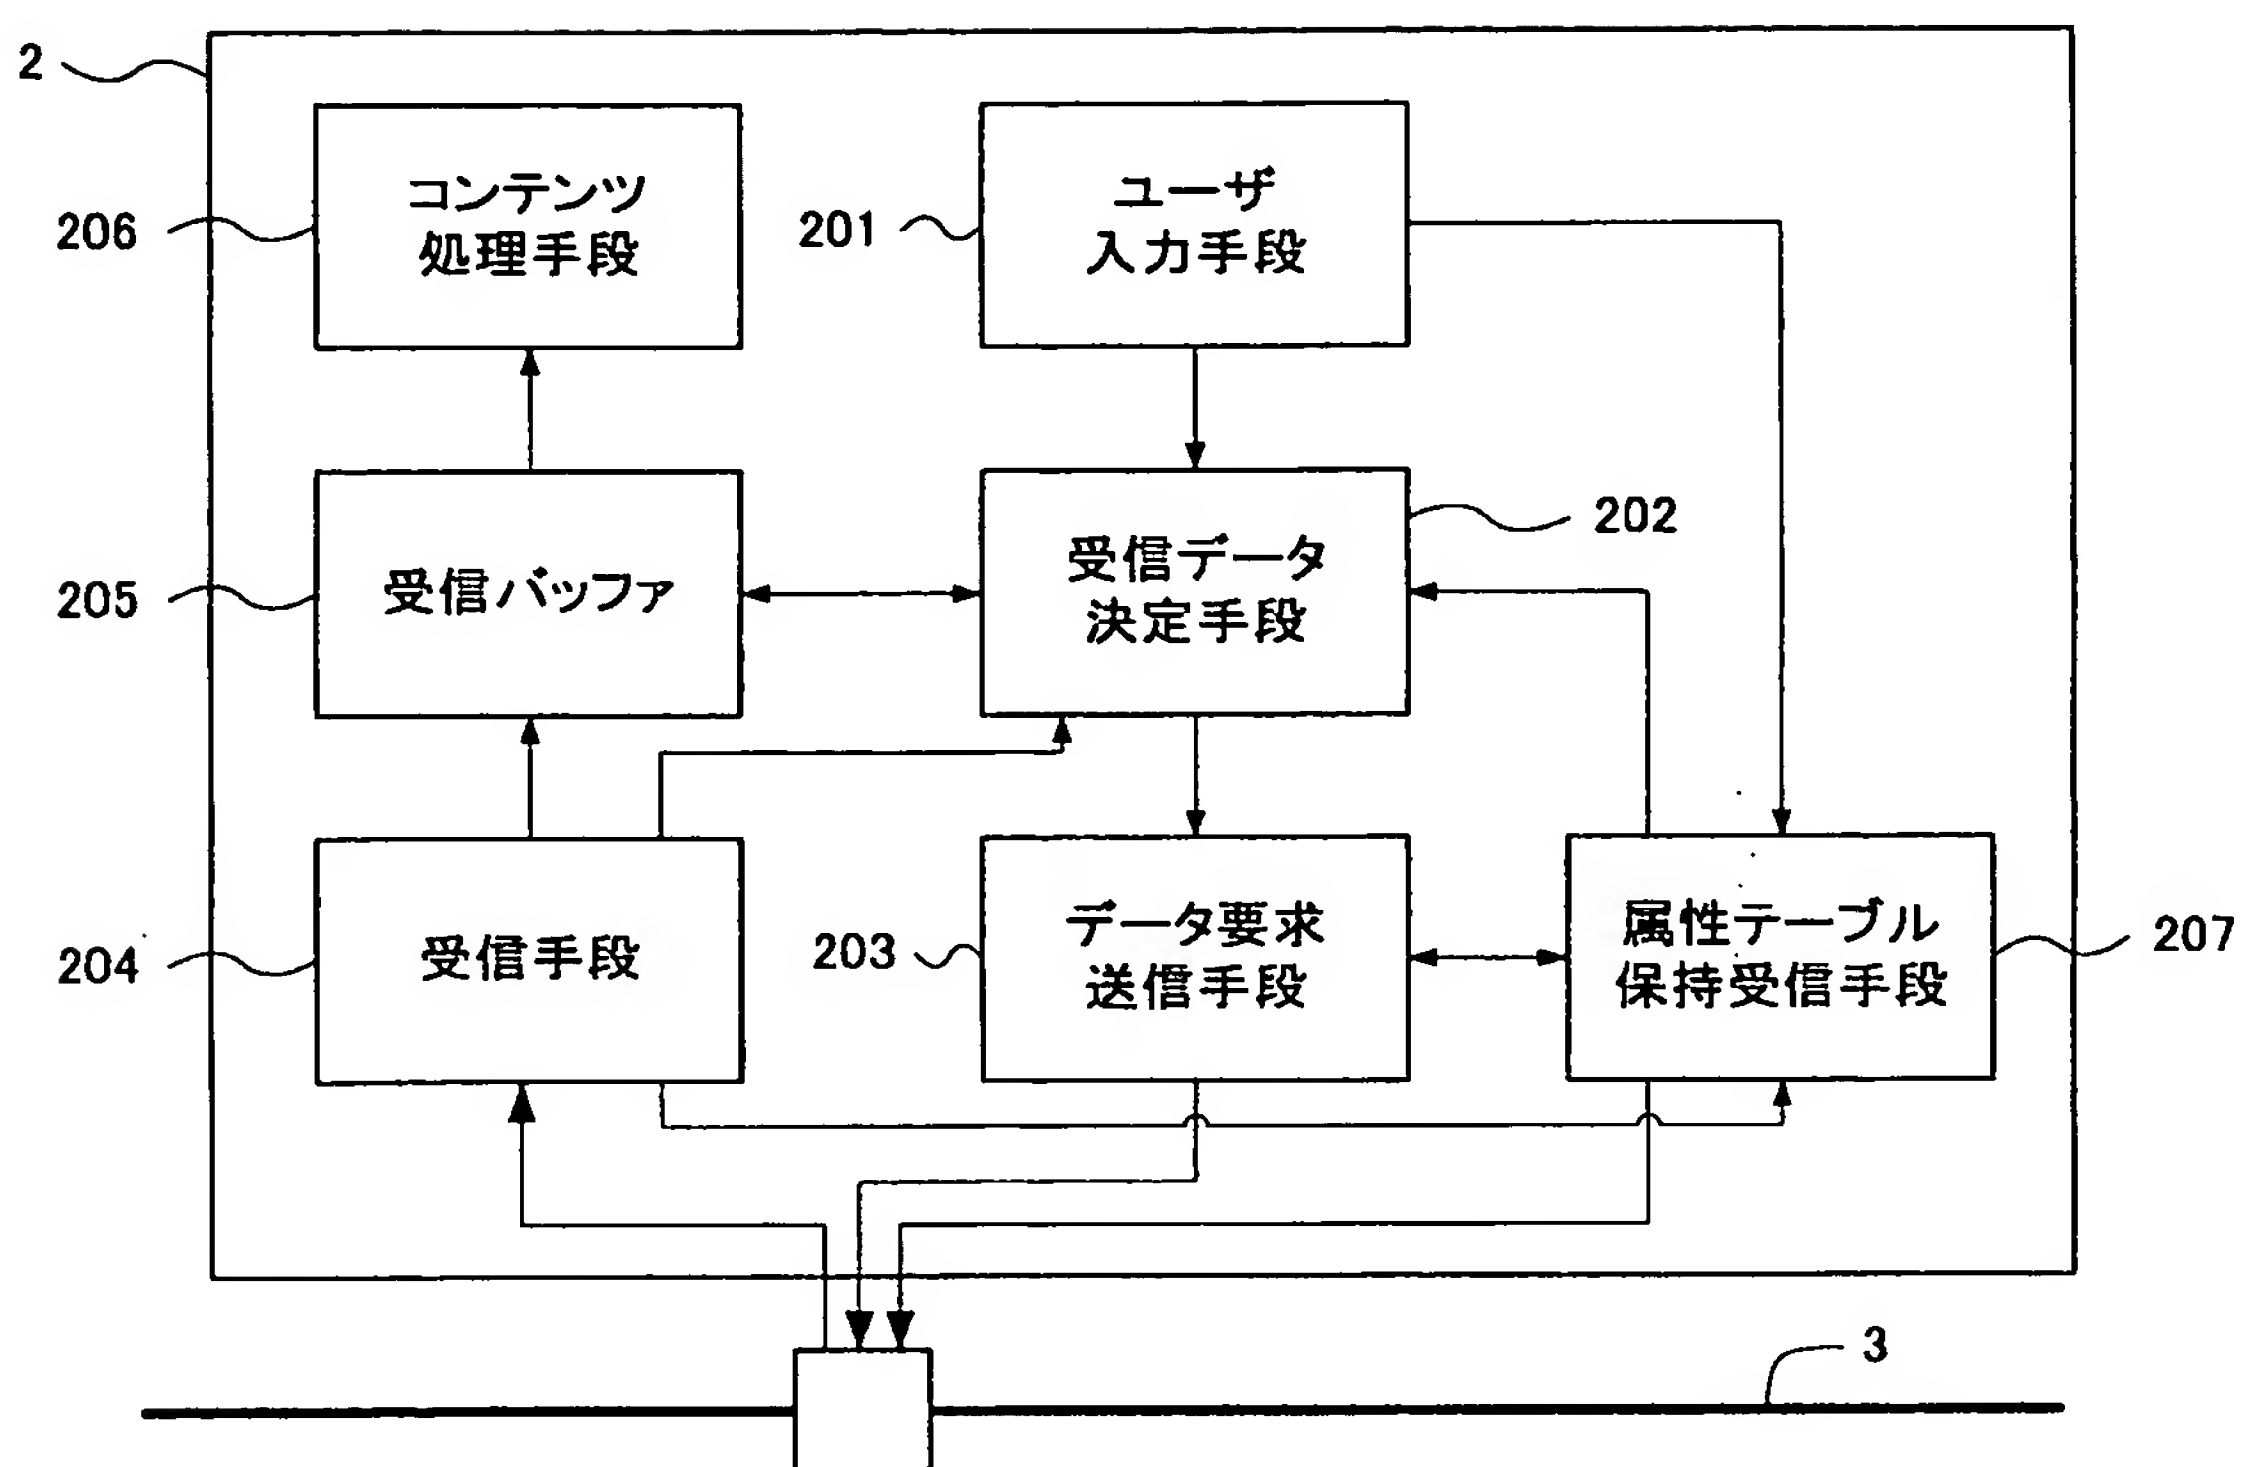 2
コンテンツ
処理手段
206
ユーザ
入力手段
201
受信バッファ
205
受信データ
決定手段
202
受信手段
204
データ要求
送信手段
203
属性テーブル
保持受信手段
207
3